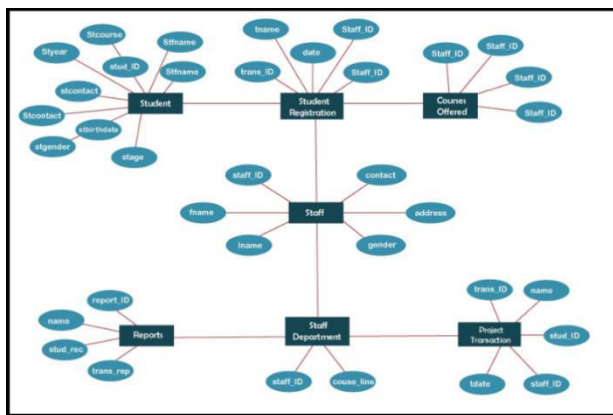 Stcourse
Stfname
Styear
stud_ID
Stfname
stcontact
Stcontact
stbirthdate
stgender
stage
Student
tname
Staff_ID
date
trans_ID
Staff_ID
Student
Registration
Staff_ID
Staff_ID
Staff_ID
Staff_ID
Courses
Offered
staff_ID
contact
fname
Staff
address
lname
gender
report_ID
name
stud_rec
trans_rep
Reports
Staff
Department
staff_ID
couse_line
trans_ID
name
Project
Transaction
stud_ID
tdate
staff_ID